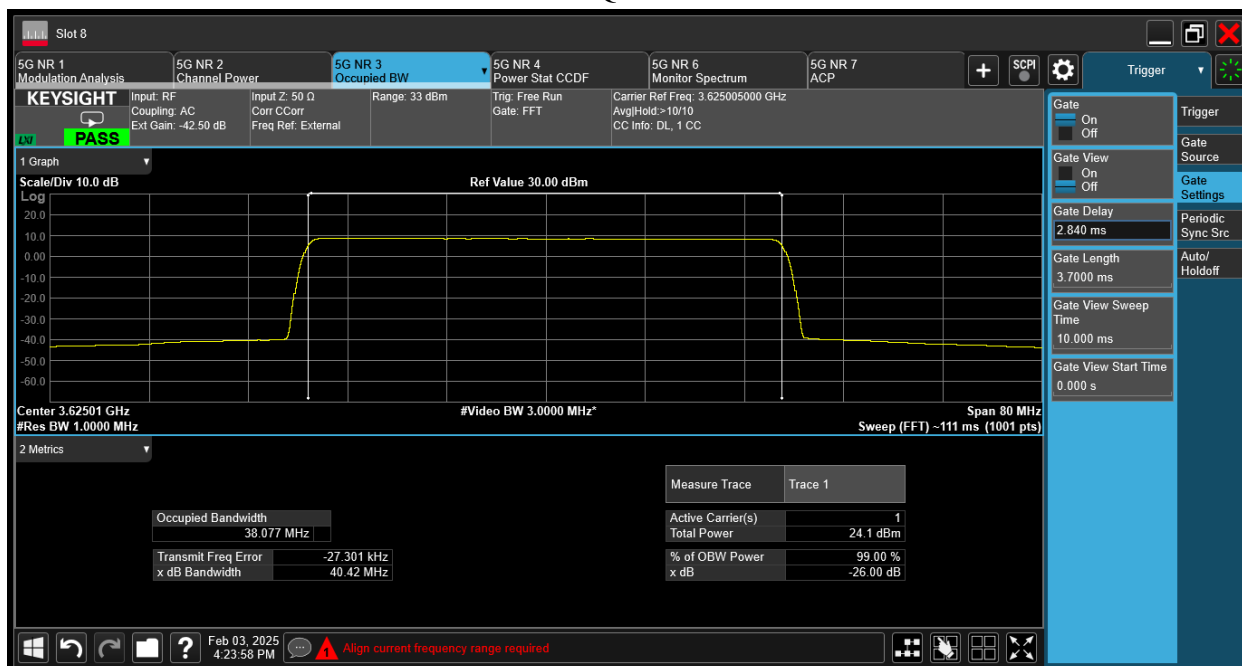 Slot 8
5G NR 1
Modulation Analysis
5G NR 2
Channel Power
5G NR 3
Occupied BW
5G NR 4
Power Stat CCDF
5G NR 6
Monitor Spectrum
5G NR 7
ACP
SCPI
Trigger
KEYSIGHT
LXI
PASS
Input: RF
Coupling: AC
Ext Gain: -42.50 dB
Input Z: 50 Ω
Corr CCorr
Freq Ref: External
Range: 33 dBm
Trig: Free Run
Gate: FFT
Carrier Ref Freq: 3.625005000 GHz
Avg|Hold:>10/10
CC Info: DL, 1 CC
1 Graph
Scale/Div 10.0 dB
Ref Value 30.00 dBm
Log
20.0
10.0
0.00
-10.0
-20.0
-30.0
-40.0
-50.0
-60.0
Center 3.62501 GHz
#Video BW 3.0000 MHz*
Span 80 MHz
#Res BW 1.0000 MHz
Sweep (FFT) ~111 ms (1001 pts)
2 Metrics
Measure Trace Trace 1
Occupied Bandwidth
38.077 MHz
Transmit Freq Error -27.301 kHz
x dB Bandwidth 40.42 MHz
Active Carrier(s) 1
Total Power 24.1 dBm
% of OBW Power 99.00 %
x dB -26.00 dB
Gate
On
Off
Gate View
On
Off
Gate Delay
2.840 ms
Gate Length
3.7000 ms
Gate View Sweep
Time
10.000 ms
Gate View Start Time
0.000 s
Trigger
Gate
Source
Gate
Settings
Periodic
Sync Src
Auto/
Holdoff
?
Feb 03, 2025
4:23:58 PM
1
Align current frequency range required